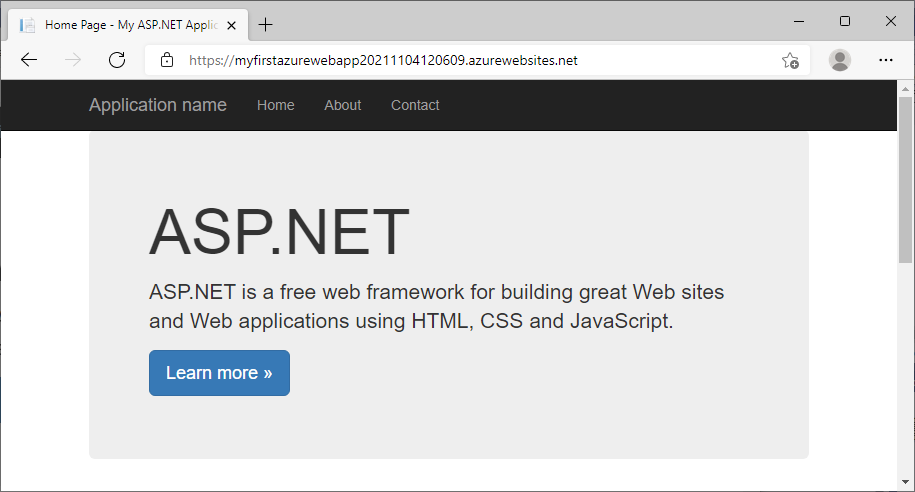 Home Page - My ASP.NET Applic
https://myfirstazurewebapp20211104120609.azurewebsites.net
Application name Home About Contact
ASP.NET
ASP.NET is a free web framework for building great Web sites
and Web applications using HTML, CSS and JavaScript.
Learn more »